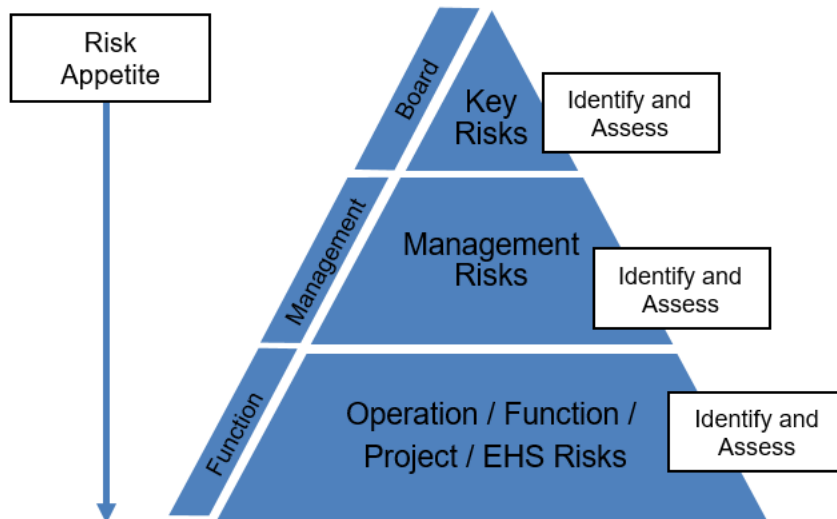 Risk
Appetite
Board
Key
Risks
Identify and
Assess
Management
Management
Risks
Identify and
Assess
Function
Operation / Function /
Project / EHS Risks
Identify and
Assess